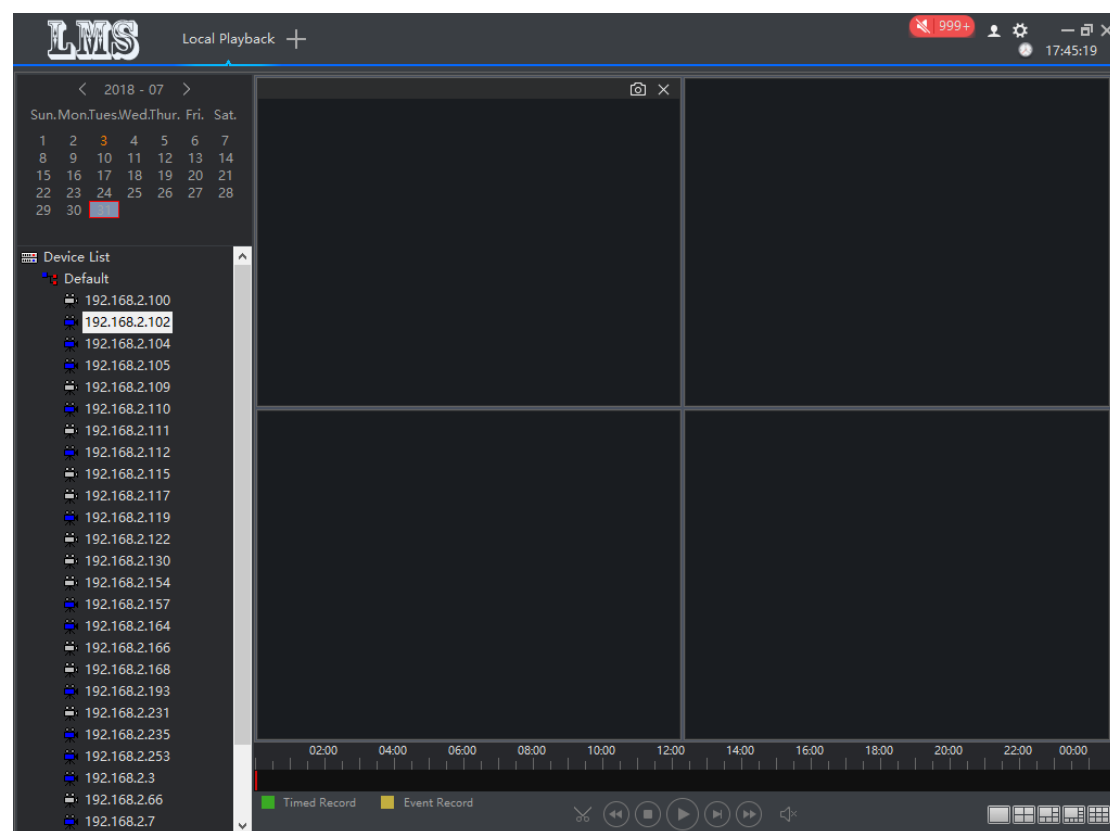 LMS
Local Playback
999+
17:45:19
2018 - 07
Sun. Mon. Tues. Wed. Thur. Fri. Sat.
1 2 3 4 5 6 7
8 9 10 11 12 13 14
15 16 17 18 19 20 21
22 23 24 25 26 27 28
29 30 31
Device List
Default
192.168.2.100
192.168.2.102
192.168.2.104
192.168.2.105
192.168.2.109
192.168.2.110
192.168.2.111
192.168.2.112
192.168.2.115
192.168.2.117
192.168.2.119
192.168.2.122
192.168.2.130
192.168.2.154
192.168.2.157
192.168.2.164
192.168.2.166
192.168.2.168
192.168.2.193
192.168.2.231
192.168.2.235
192.168.2.253
192.168.2.3
192.168.2.66
192.168.2.7
02:00 04:00 06:00 08:00 10:00 12:00 14:00 16:00 18:00 20:00 22:00 00:00
Timed Record Event Record